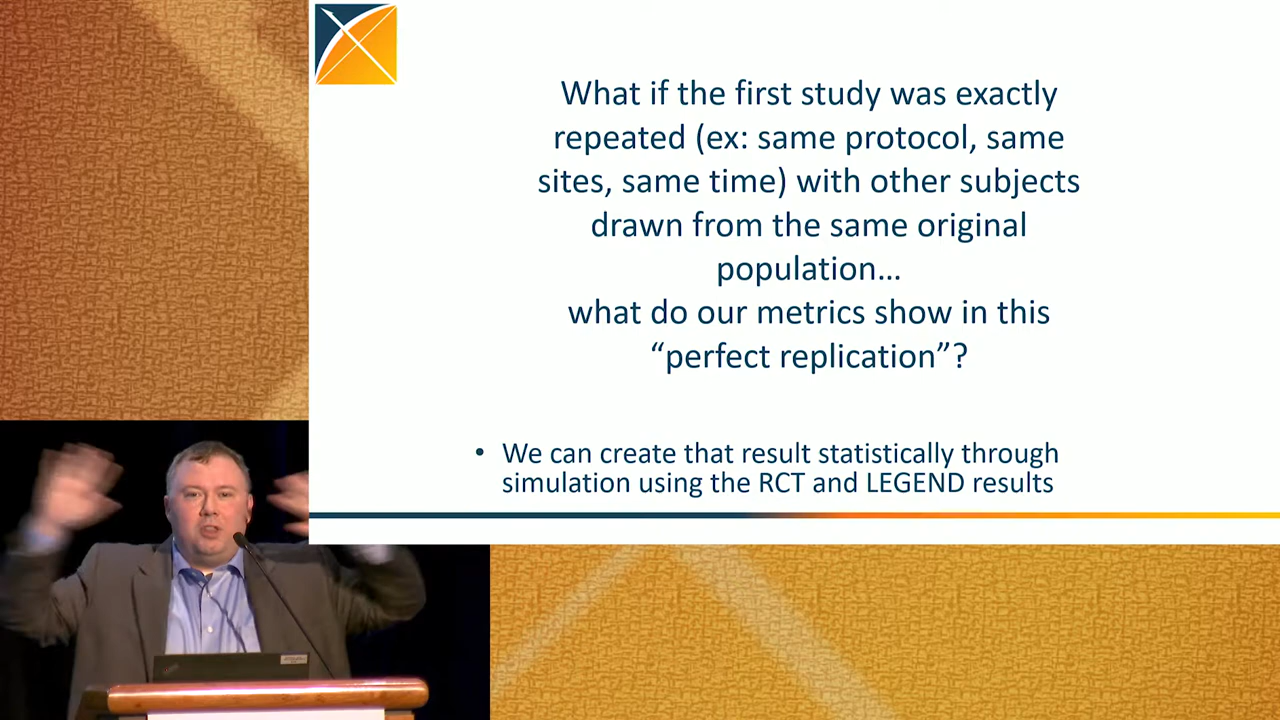 What if the first study was exactly
repeated (ex: same protocol, same
sites, same time) with other subjects
drawn from the same original
population…
what do our metrics show in this
“perfect replication”?
• We can create that result statistically through
simulation using the RCT and LEGEND results